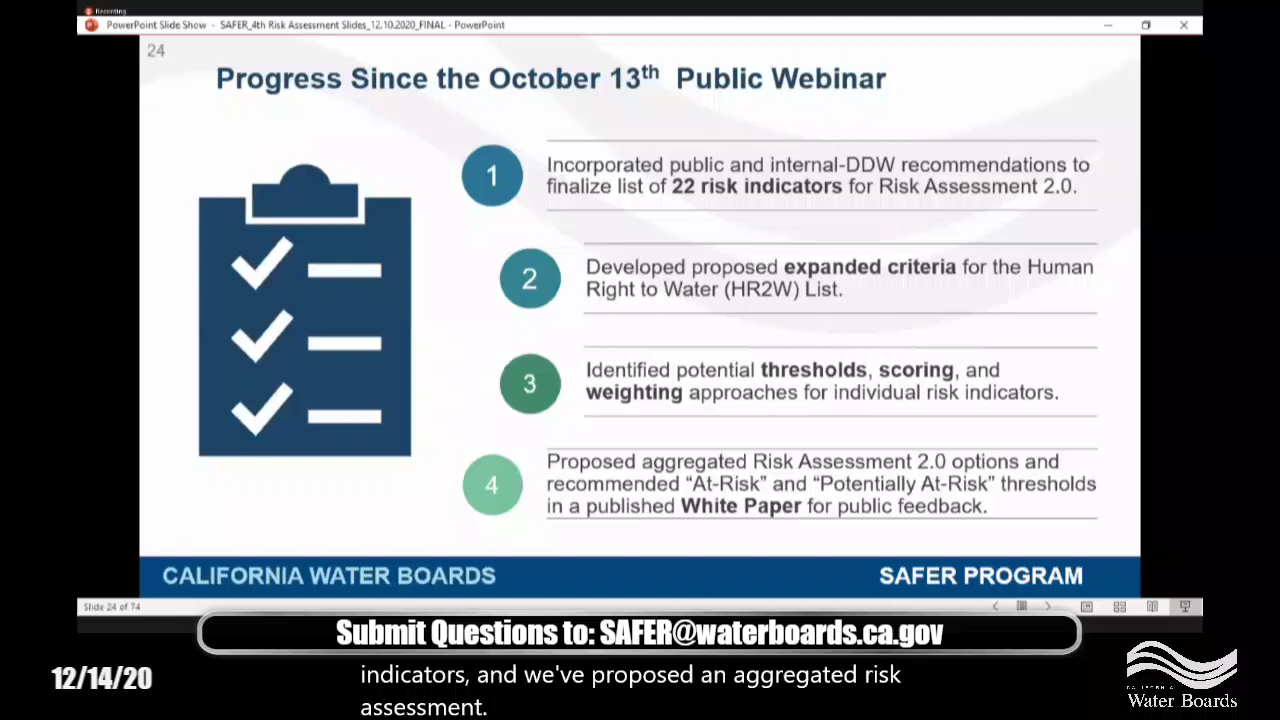 Recording
PowerPoint Slide Show - SAFER_4th Risk Assessment Slides_12.10.2020_FINAL - PowerPoint
24
Progress Since the October 13th Public Webinar
1
Incorporated public and internal-DDW recommendations to
finalize list of 22 risk indicators for Risk Assessment 2.0.
2
Developed proposed expanded criteria for the Human
Right to Water (HR2W) List.
3
Identified potential thresholds, scoring, and
weighting approaches for individual risk indicators.
4
Proposed aggregated Risk Assessment 2.0 options and
recommended “At-Risk” and “Potentially At-Risk” thresholds
in a published White Paper for public feedback.
CALIFORNIA WATER BOARDS
SAFER PROGRAM
Slide 24 of 74
Submit Questions to: SAFER@waterboards.ca.gov
12/14/20
indicators, and we've proposed an aggregated risk
assessment.
CALIFORNIA
Water Boards